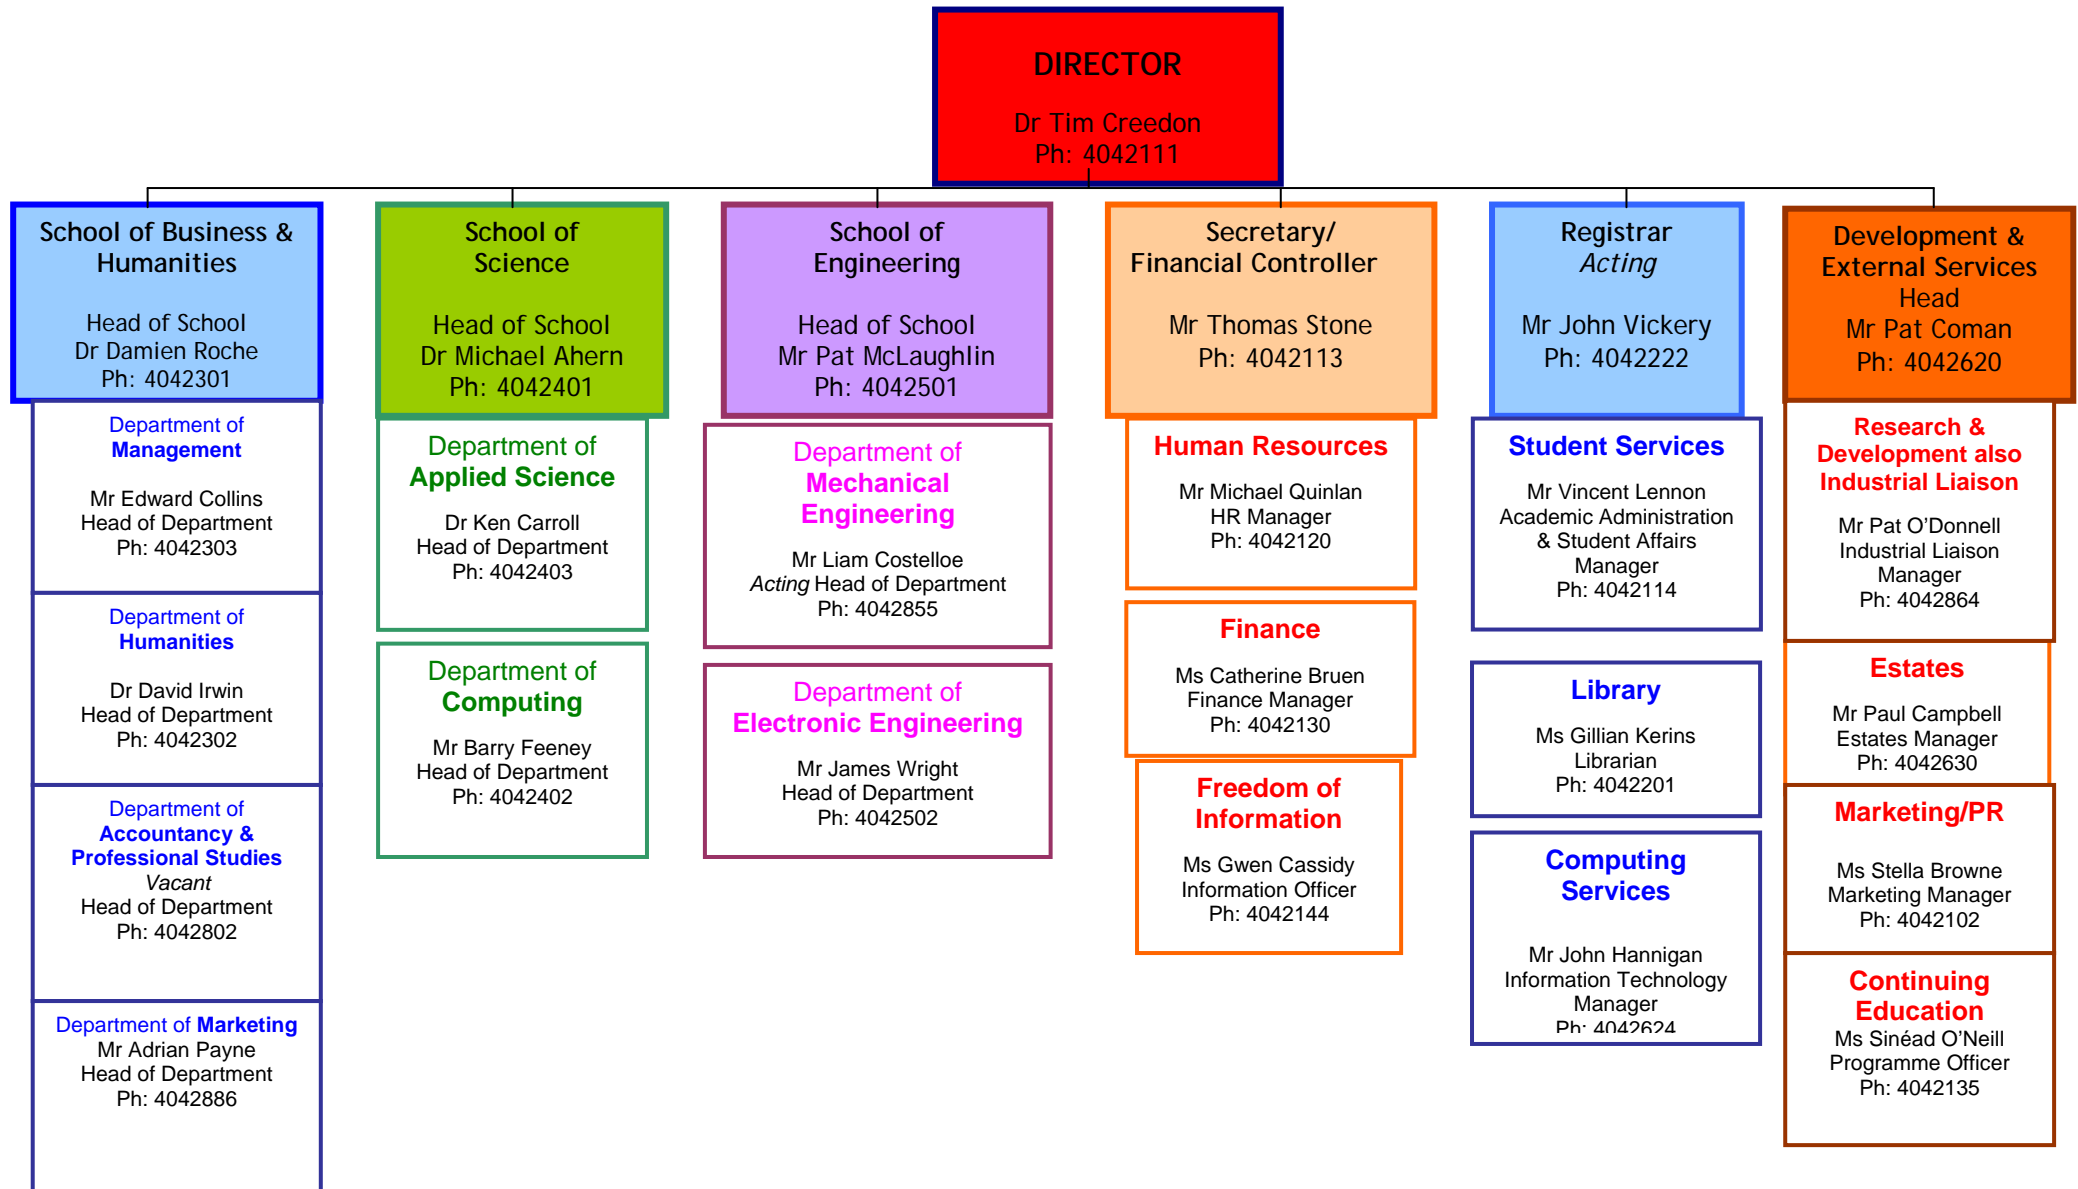 DIRECTOR
Dr Tim Creedon
Ph: 4042111
School of Business &
Humanities
Head of School
Dr Damien Roche
Ph: 4042301
Department of
Management
Mr Edward Collins
Head of Department
Ph: 4042303
Department of
Humanities
Dr David Irwin
Head of Department
Ph: 4042302
Department of
Accountancy &
Professional Studies
Vacant
Head of Department
Ph: 4042802
Department of Marketing
Mr Adrian Payne
Head of Department
Ph: 4042886
School of
Science
Head of School
Dr Michael Ahern
Ph: 4042401
Department of
Applied Science
Dr Ken Carroll
Head of Department
Ph: 4042403
Department of
Computing
Mr Barry Feeney
Head of Department
Ph: 4042402
School of
Engineering
Head of School
Mr Pat McLaughlin
Ph: 4042501
Department of
Mechanical
Engineering
Mr Liam Costelloe
Acting Head of Department
Ph: 4042855
Department of
Electronic Engineering
Mr James Wright
Head of Department
Ph: 4042502
Secretary/
Financial Controller
Mr Thomas Stone
Ph: 4042113
Human Resources
Mr Michael Quinlan
HR Manager
Ph: 4042120
Finance
Ms Catherine Bruen
Finance Manager
Ph: 4042130
Freedom of
Information
Ms Gwen Cassidy
Information Officer
Ph: 4042144
Registrar
Acting
Mr John Vickery
Ph: 4042222
Student Services
Mr Vincent Lennon
Academic Administration
& Student Affairs
Manager
Ph: 4042114
Library
Ms Gillian Kerins
Librarian
Ph: 4042201
Computing
Services
Mr John Hannigan
Information Technology
Manager
Ph: 4042624
Development &
External Services
Head
Mr Pat Coman
Ph: 4042620
Research &
Development also
Industrial Liaison
Mr Pat O’Donnell
Industrial Liaison
Manager
Ph: 4042864
Estates
Mr Paul Campbell
Estates Manager
Ph: 4042630
Marketing/PR
Ms Stella Browne
Marketing Manager
Ph: 4042102
Continuing
Education
Ms Sinéad O’Neill
Programme Officer
Ph: 4042135